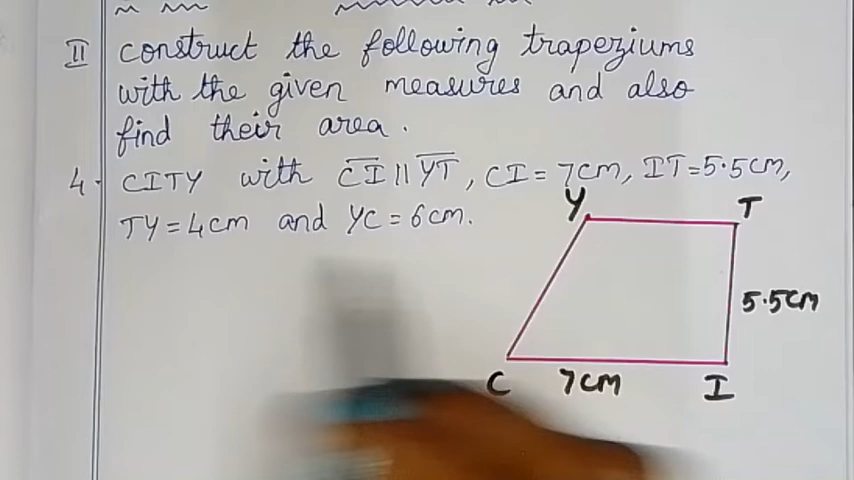 II construct the following trapeziums
with the given measures and also
find their area.
4. CITY with C̅I̅ || Y̅T̅, CI = 7cm, IT = 5.5cm,
TY = 4cm and YC = 6cm.
Y T
5.5cm
C 7cm I